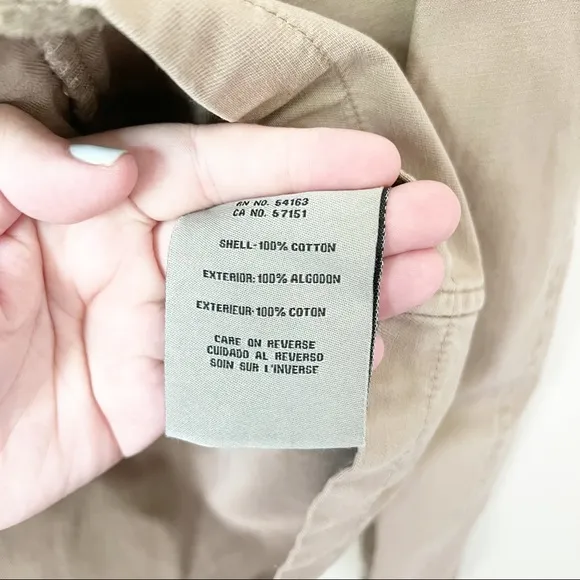 RN NO. 54163
CA NO. 57151
SHELL-100% COTTON
EXTERIOR: 100% ALGODON
EXTERIEUR-100% COTON
CARE ON REVERSE
CUIDADO AL REVERSO
SOIN SUR L'INVERSE